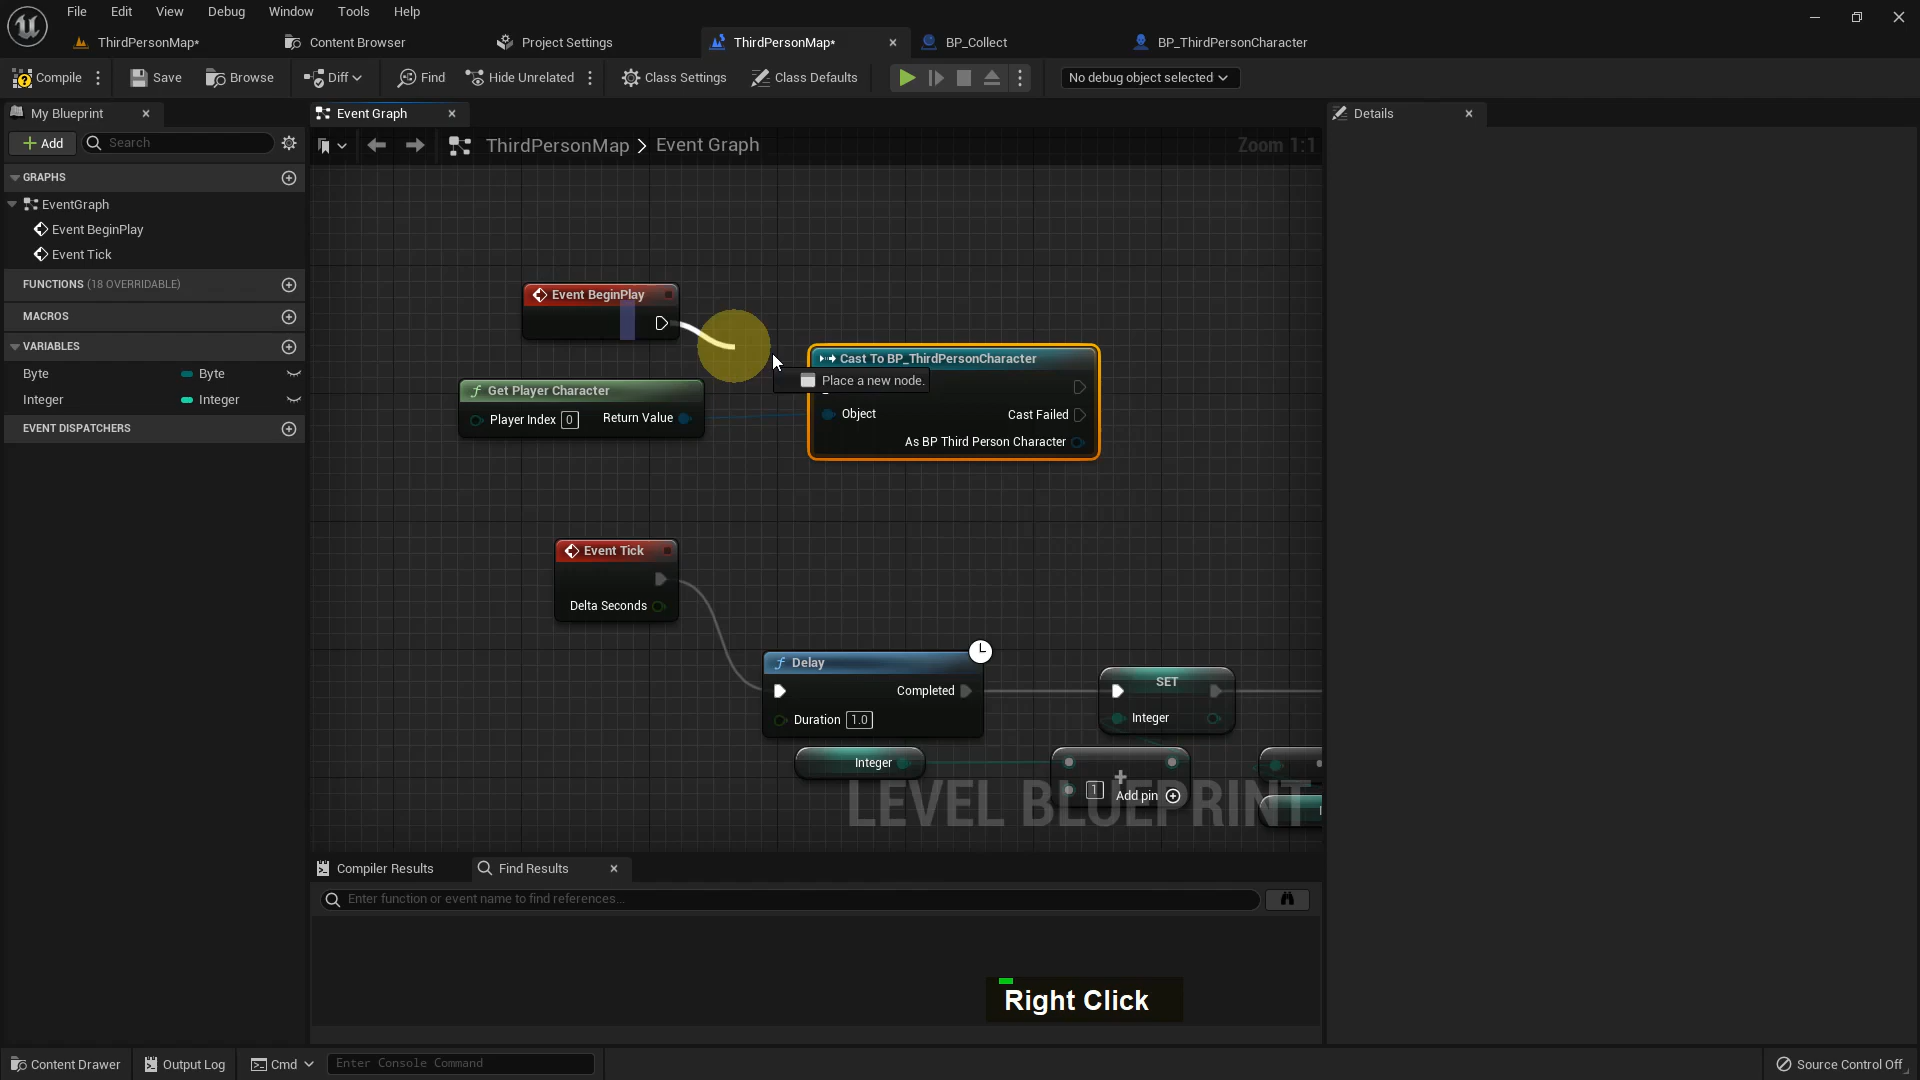 File Edit View Debug Window Tools Help
ThirdPersonMap* Content Browser Project Settings ThirdPersonMap* BP_Collect BP_ThirdPersonCharacter
Compile Save Browse Diff Find Hide Unrelated Class Settings Class Defaults No debug object selected
My Blueprint Event Graph Details
Add Search ThirdPersonMap > Event Graph Zoom 1:1
GRAPHS
EventGraph
Event BeginPlay
Event Tick
FUNCTIONS (18 OVERRIDABLE)
MACROS
VARIABLES
Byte Byte
Integer Integer
EVENT DISPATCHERS
Event BeginPlay
Cast To BP_ThirdPersonCharacter
Place a new node.
Object Cast Failed
As BP Third Person Character
Get Player Character
Player Index 0 Return Value
Event Tick
Delta Seconds
Delay
Completed
Duration 1.0
SET
Integer
Integer
1 Add pin
LEVEL BLUEPRINT
Compiler Results Find Results
Enter function or event name to find references...
Right Click
Content Drawer Output Log Cmd Enter Console Command Source Control Off